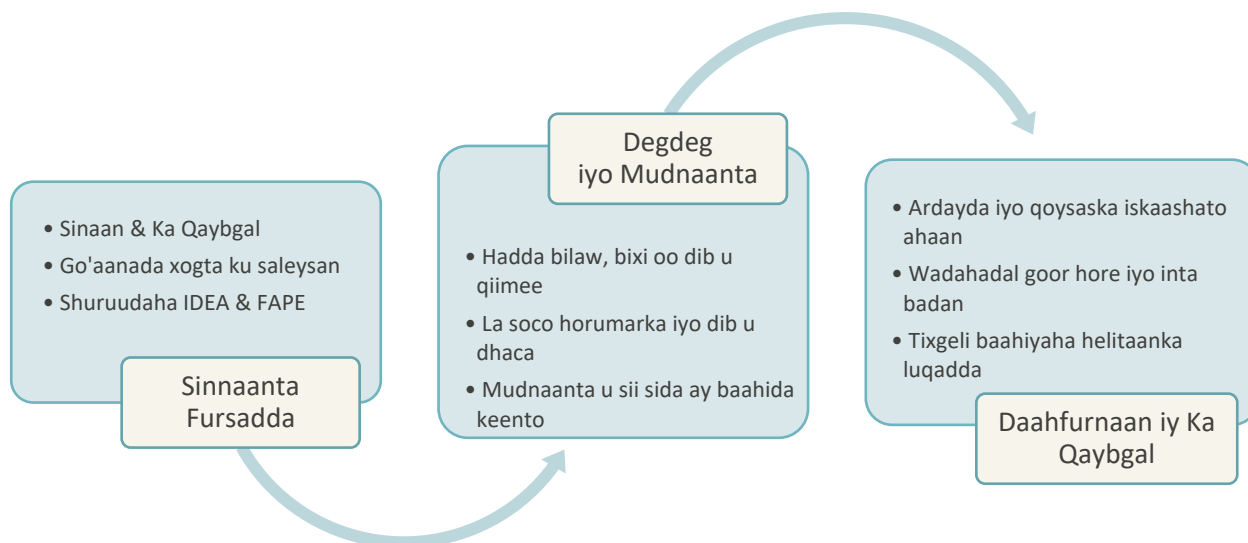 • Sinaan & Ka Qaybgal
• Go'aanada xogta ku saleysan
• Shuruudaha IDEA & FAPE
Sinnaanta
Fursadda
Degdeg
iyo Mudnaanta
• Hadda bilaw, bixi oo dib u
qiimee
• La soco horumarka iyo dib u
dhaca
• Mudnaanta u sii sida ay baahida
keento
• Ardayda iyo qoysaska iskaashato
ahaan
• Wadahadal goor hore iyo inta
badan
• Tixgeli baahiyaha helitaanka
luqadda
Daahfurnaan iy Ka
Qaybgal